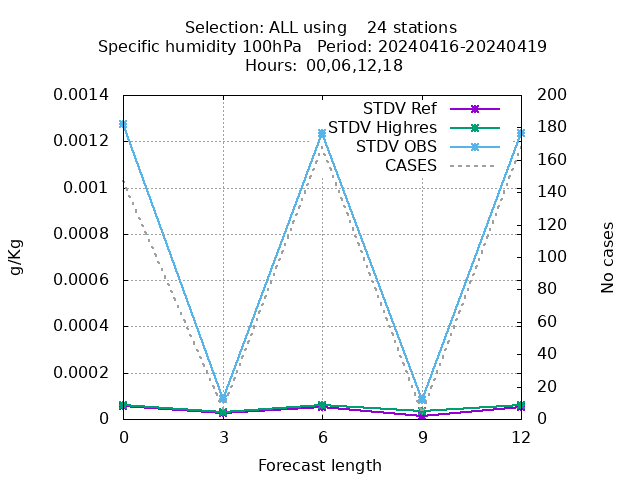 Selection: ALL using    24 stations
Specific humidity 100hPa   Period: 20240416-20240419
Hours: 00,06,12,18
STDV Ref
STDV Highres
STDV OBS
CASES
0.0014
0.0012
0.001
0.0008
0.0006
0.0004
0.0002
0
g/Kg
200
180
160
140
120
100
80
60
40
20
0
No cases
0 3 6 9 12
Forecast length